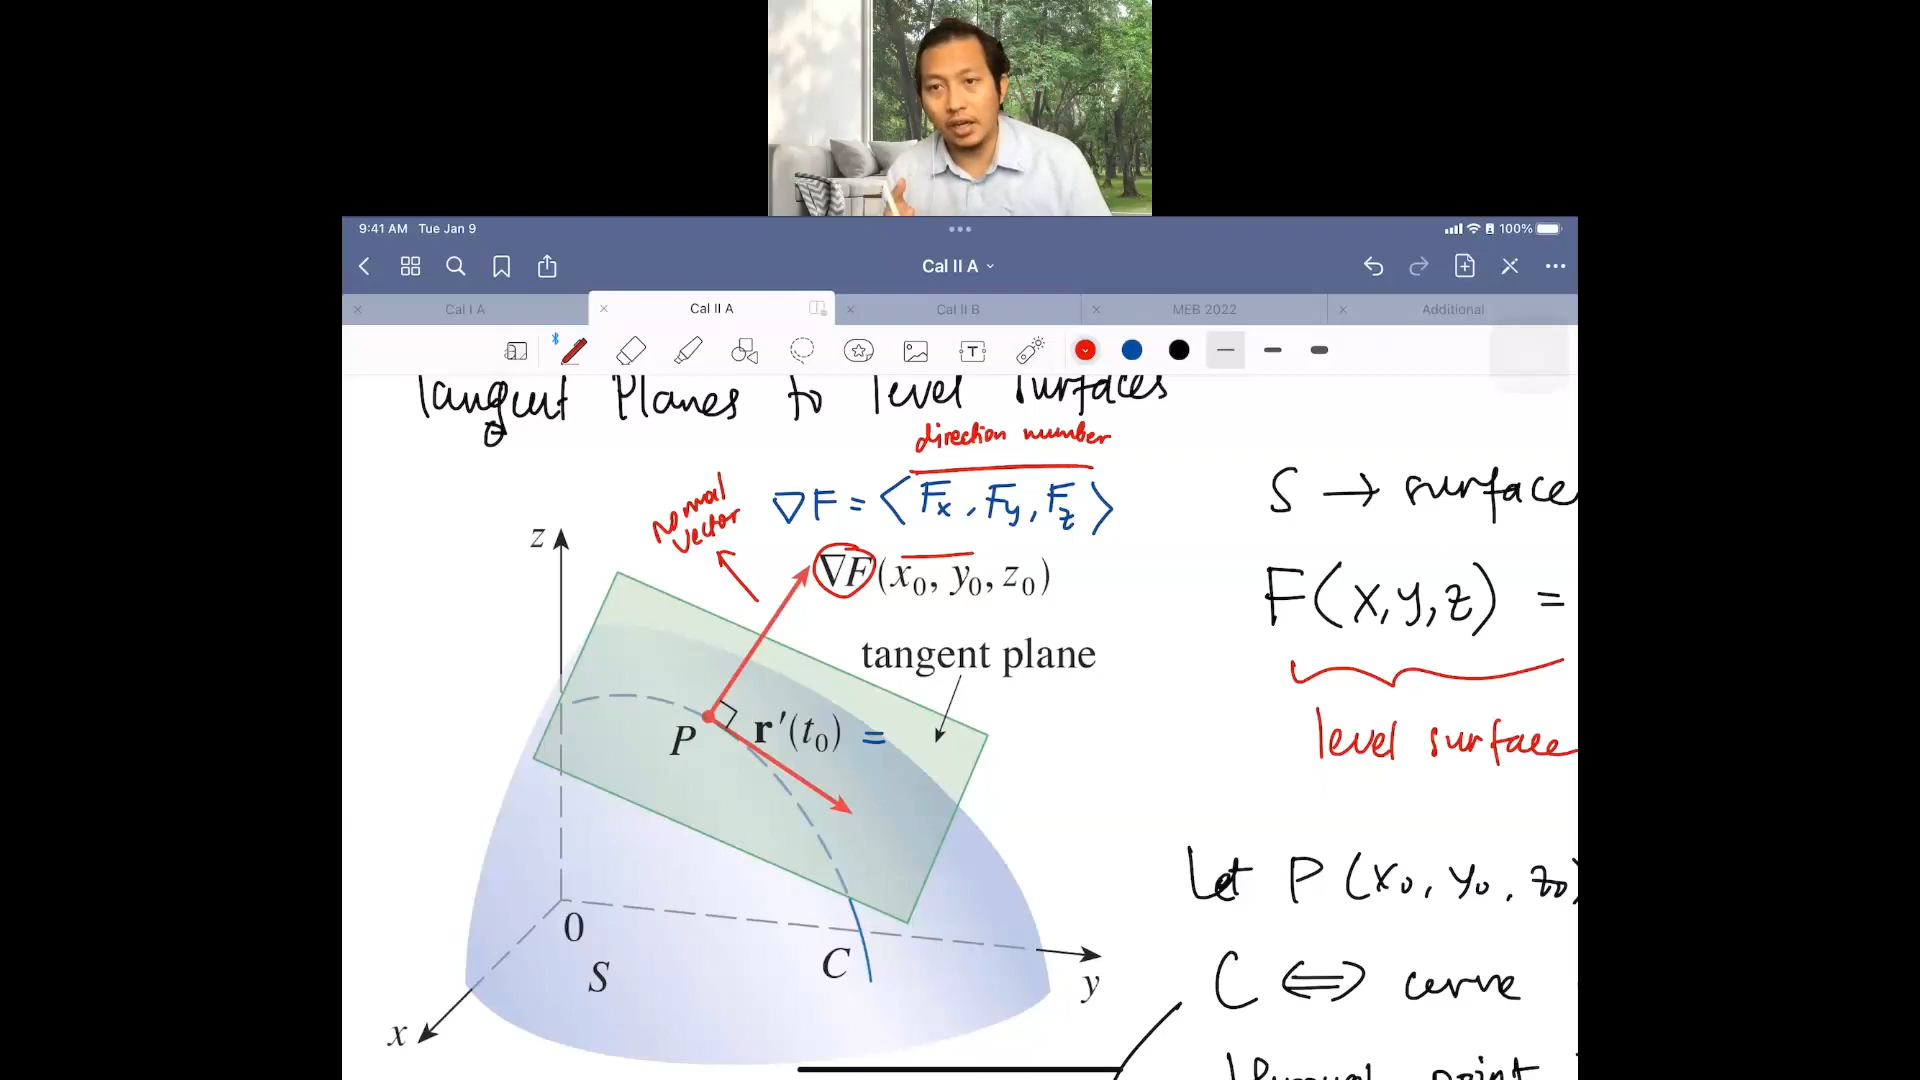 9:41 AM Tue Jan 9
100%
Cal II A
Cal I A
Cal II A
Cal II B
MEB 2022
Additional
Tangent Planes to level surfaces
direction number
normal vector
∇F = ⟨Fx, Fy, Fz⟩
S → surface
z
∇F(x₀, y₀, z₀)
F(x,y,z) =
tangent plane
level surface
P
r′(t₀) =
Let P (x₀, y₀, z₀)
0
C
C ⟺ curve
S
y
x
point